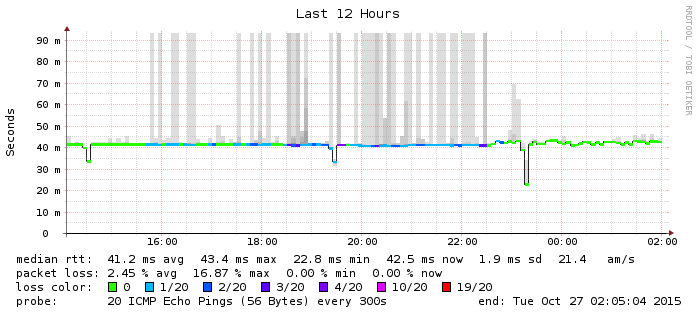 Last 12 Hours
RRDTOOL / TOBI OETIKER
Seconds
90 m
80 m
70 m
60 m
50 m
40 m
30 m
20 m
10 m
0
16:00 18:00 20:00 22:00 00:00 02:00
median rtt: 41.2 ms avg 43.4 ms max 22.8 ms min 42.5 ms now 1.9 ms sd 21.4 am/s
packet loss: 2.45 % avg 16.87 % max 0.00 % min 0.00 % now
loss color: 0 1/20 2/20 3/20 4/20 10/20 19/20
probe: 20 ICMP Echo Pings (56 Bytes) every 300s end: Tue Oct 27 02:05:04 2015